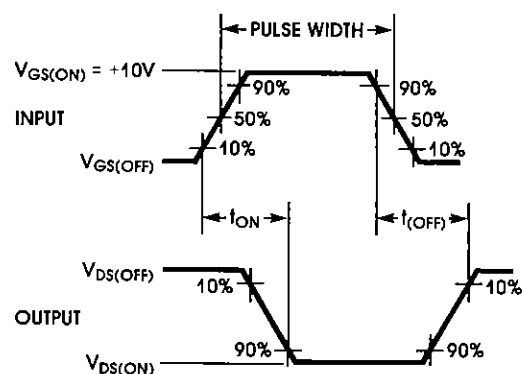 PULSE WIDTH
VGS(ON) = +10V
90%
90%
INPUT
50%
50%
10%
10%
VGS(OFF)
tON
t(OFF)
VDS(OFF)
10%
10%
OUTPUT
90%
90%
VDS(ON)